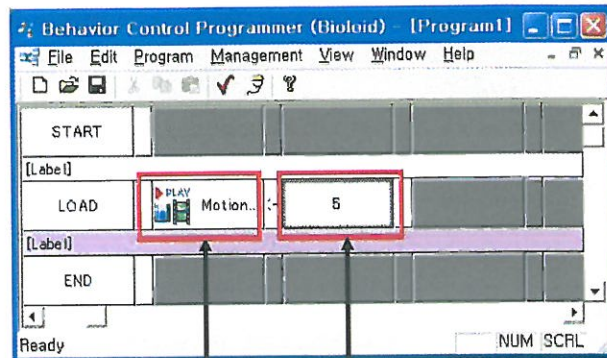 Behavior Control Programmer (Bioloid) - [Program1]
File Edit Program Management View Window Help
START
[Label]
LOAD PLAY Motion.. <- 5
[Label]
END
Ready NUM SCRL